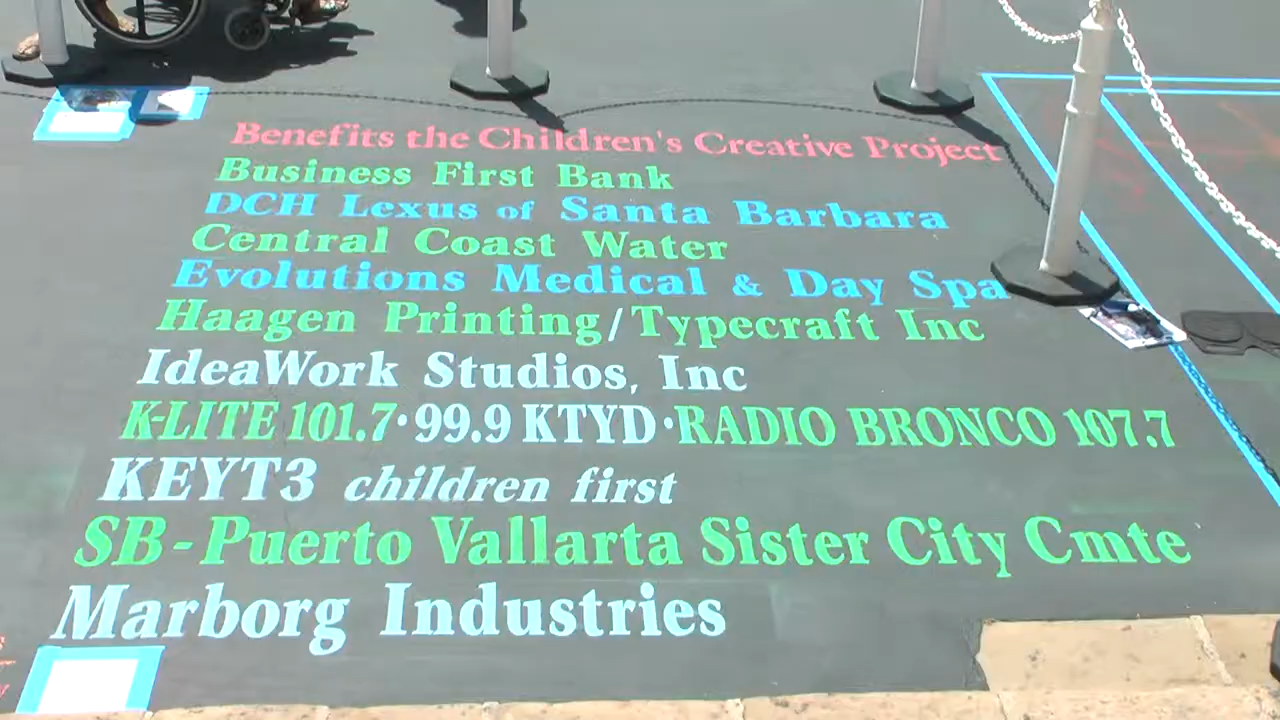 Benefits the Children's Creative Project
Business First Bank
DCH Lexus of Santa Barbara
Central Coast Water
Evolutions Medical & Day Spa
Haagen Printing/Typecraft Inc
IdeaWork Studios, Inc
K-LITE 101.7·99.9 KTYD·RADIO BRONCO 107.7
KEYT3 children first
SB-Puerto Vallarta Sister City Cmte
Marborg Industries